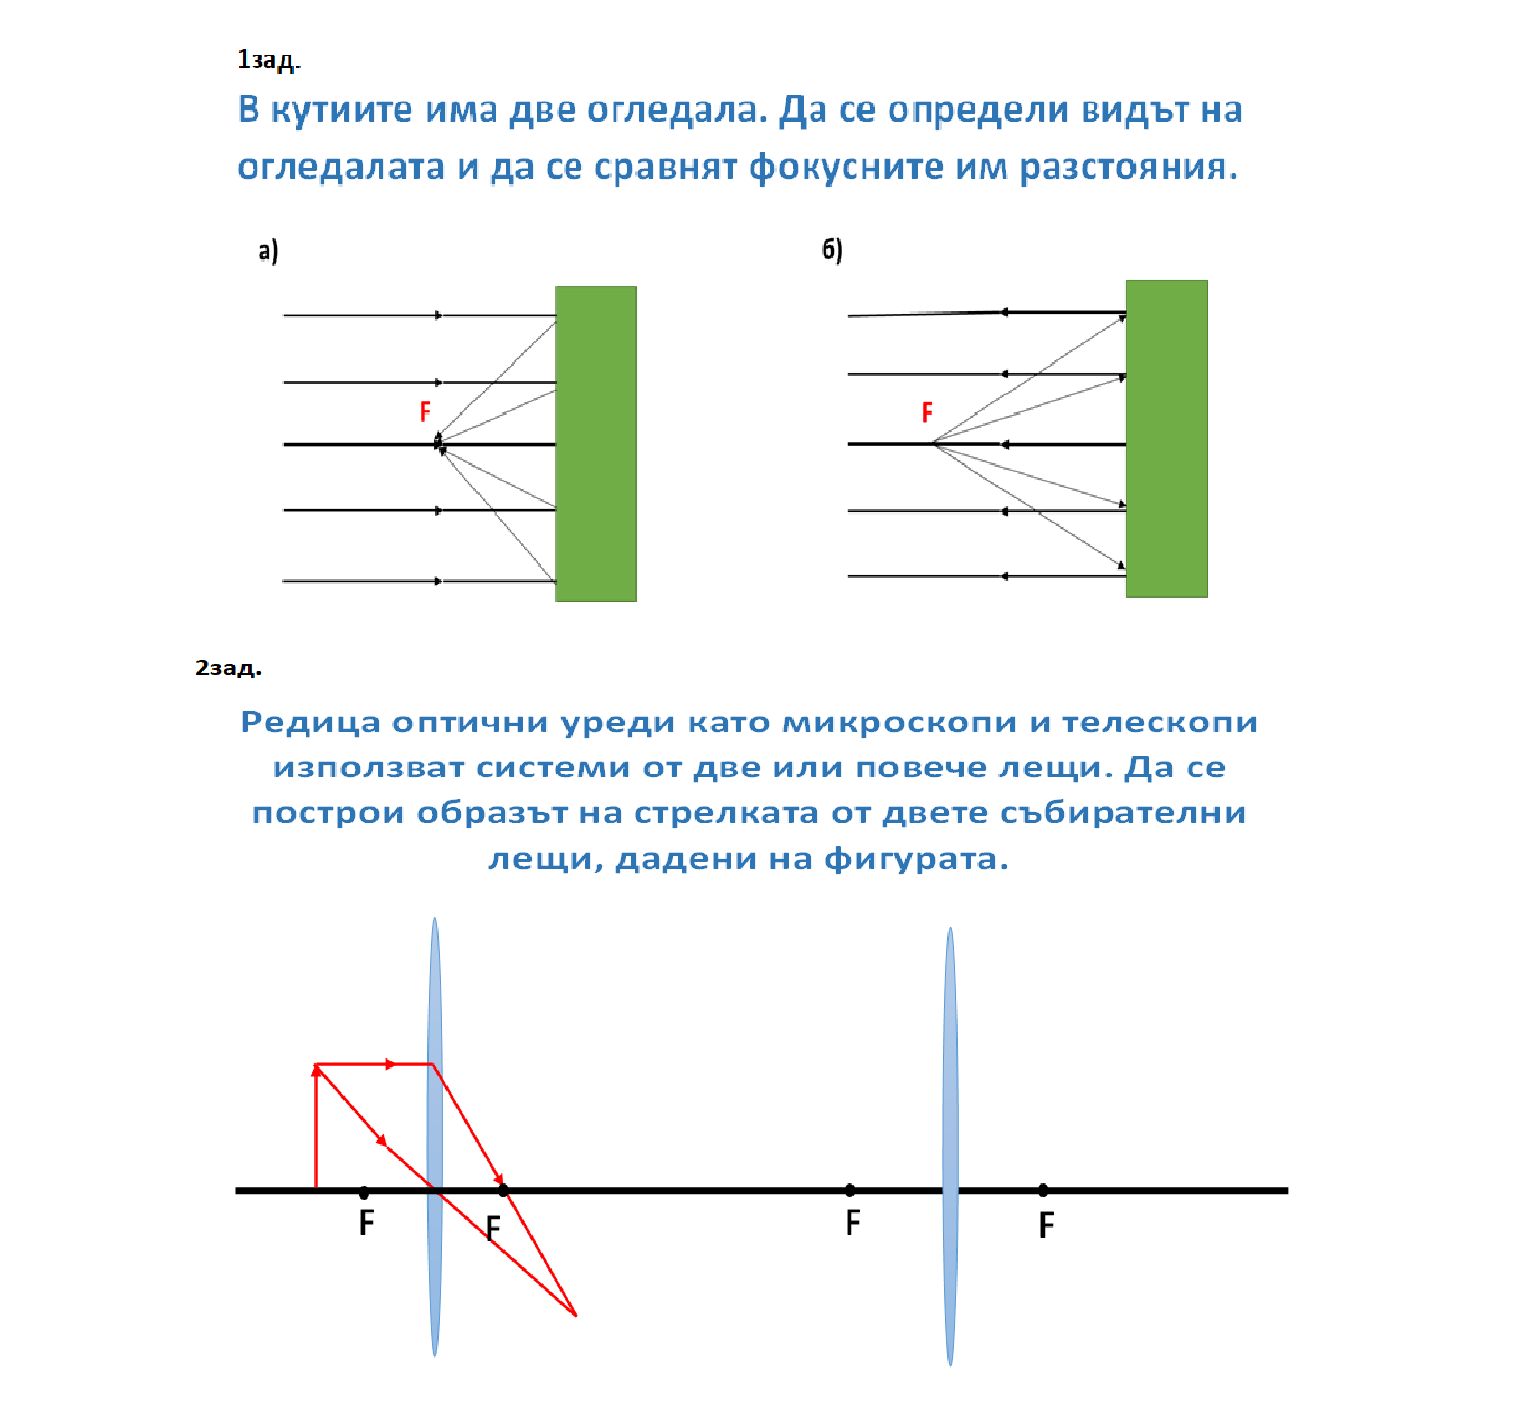 1зад.
В кутиите има две огледала. Да се определи видът на
огледалата и да се сравнят фокусните им разстояния.
а)
б)
F
F
2зад.
Редица оптични уреди като микроскопи и телескопи
използват системи от две или повече лещи. Да се
построи образът на стрелката от двете събирателни
лещи, дадени на фигурата.
F
F
F
F